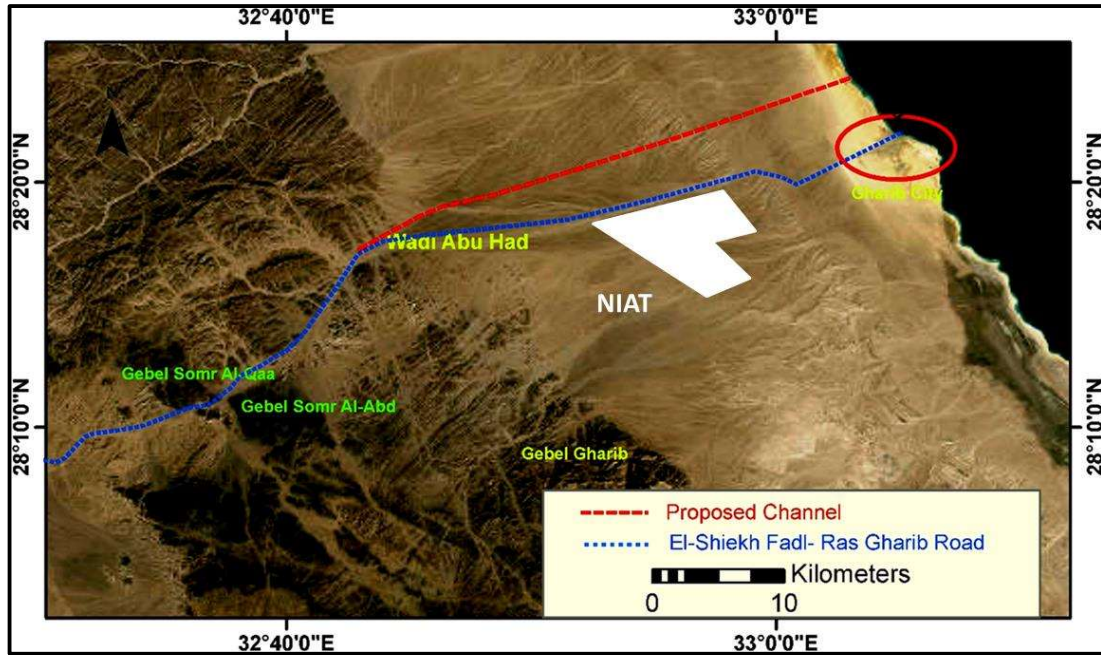 32°40'0"E
33°0'0"E
28°20'0"N
28°20'0"N
Gharib City
Wadi Abu Had
NIAT
Gebel Somr Al-Qaa
Gebel Somr Al-Abd
28°10'0"N
28°10'0"N
Gebel Gharib
Proposed Channel
El-Shiekh Fadl- Ras Gharib Road
Kilometers
0
10
32°40'0"E
33°0'0"E